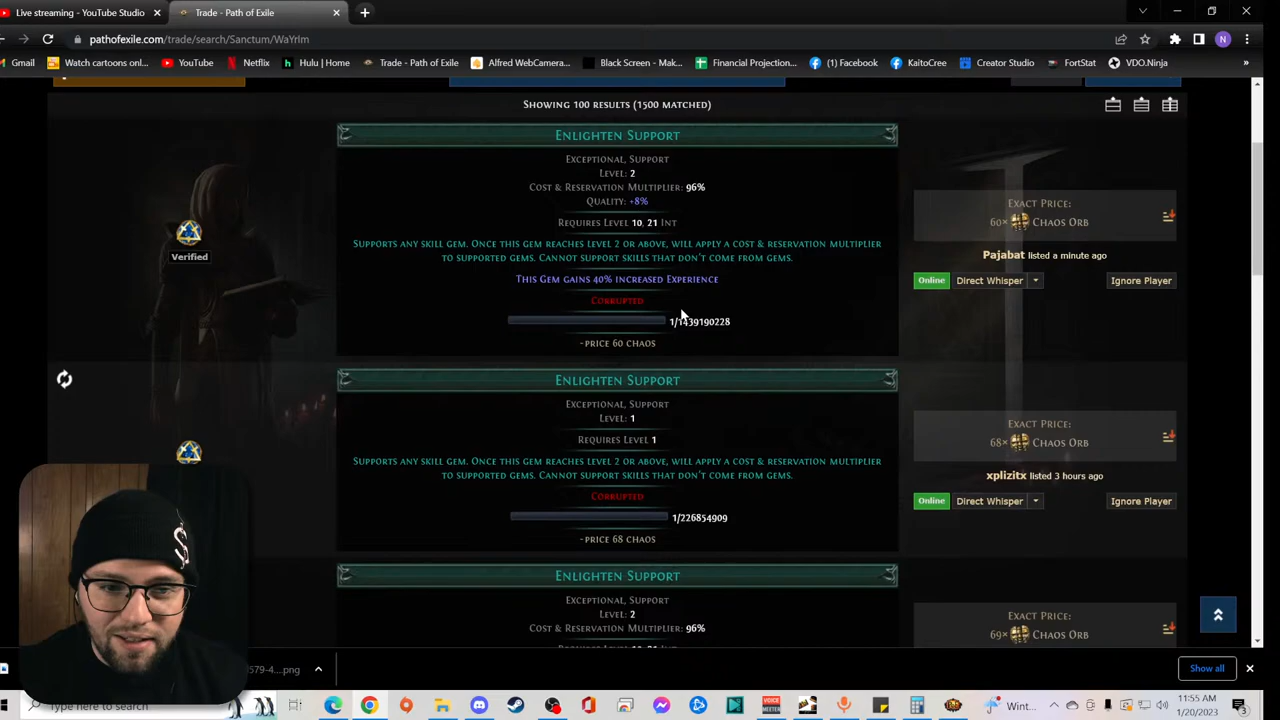 Live streaming - YouTube Studio
Trade - Path of Exile
pathofexile.com/trade/search/Sanctum/WaYrIm
N
Gmail
Watch cartoons onl...
YouTube
Netflix
Hulu | Home
Trade - Path of Exile
Alfred WebCamera...
Black Screen - Mak...
Financial Projection...
(1) Facebook
KaitoCree
Creator Studio
FortStat
VDO.Ninja
»
Showing 100 results (1500 matched)
Enlighten Support
Exceptional, Support
Level: 2
Cost & Reservation Multiplier: 96%
Quality: +8%
Requires Level 10, 21 Int
Supports any skill gem. Once this gem reaches level 2 or above, will apply a cost & reservation multiplier
to supported gems. Cannot support skills that don't come from gems.
This Gem gains 40% increased Experience
Corrupted
1/1439190228
~price 60 chaos
Verified
Exact Price:
60× Chaos Orb
Pajabat listed a minute ago
Online
Direct Whisper
Ignore Player
Enlighten Support
Exceptional, Support
Level: 1
Requires Level 1
Supports any skill gem. Once this gem reaches level 2 or above, will apply a cost & reservation multiplier
to supported gems. Cannot support skills that don't come from gems.
Corrupted
1/226854909
~price 68 chaos
Exact Price:
68× Chaos Orb
xplizitx listed 3 hours ago
Online
Direct Whisper
Ignore Player
Enlighten Support
Exceptional, Support
Level: 2
Cost & Reservation Multiplier: 96%
Exact Price:
69× Chaos Orb
$
579-4....png
Show all
Type here to search
VOICE
MEETER
Wint...
11:55 AM
1/20/2023
3